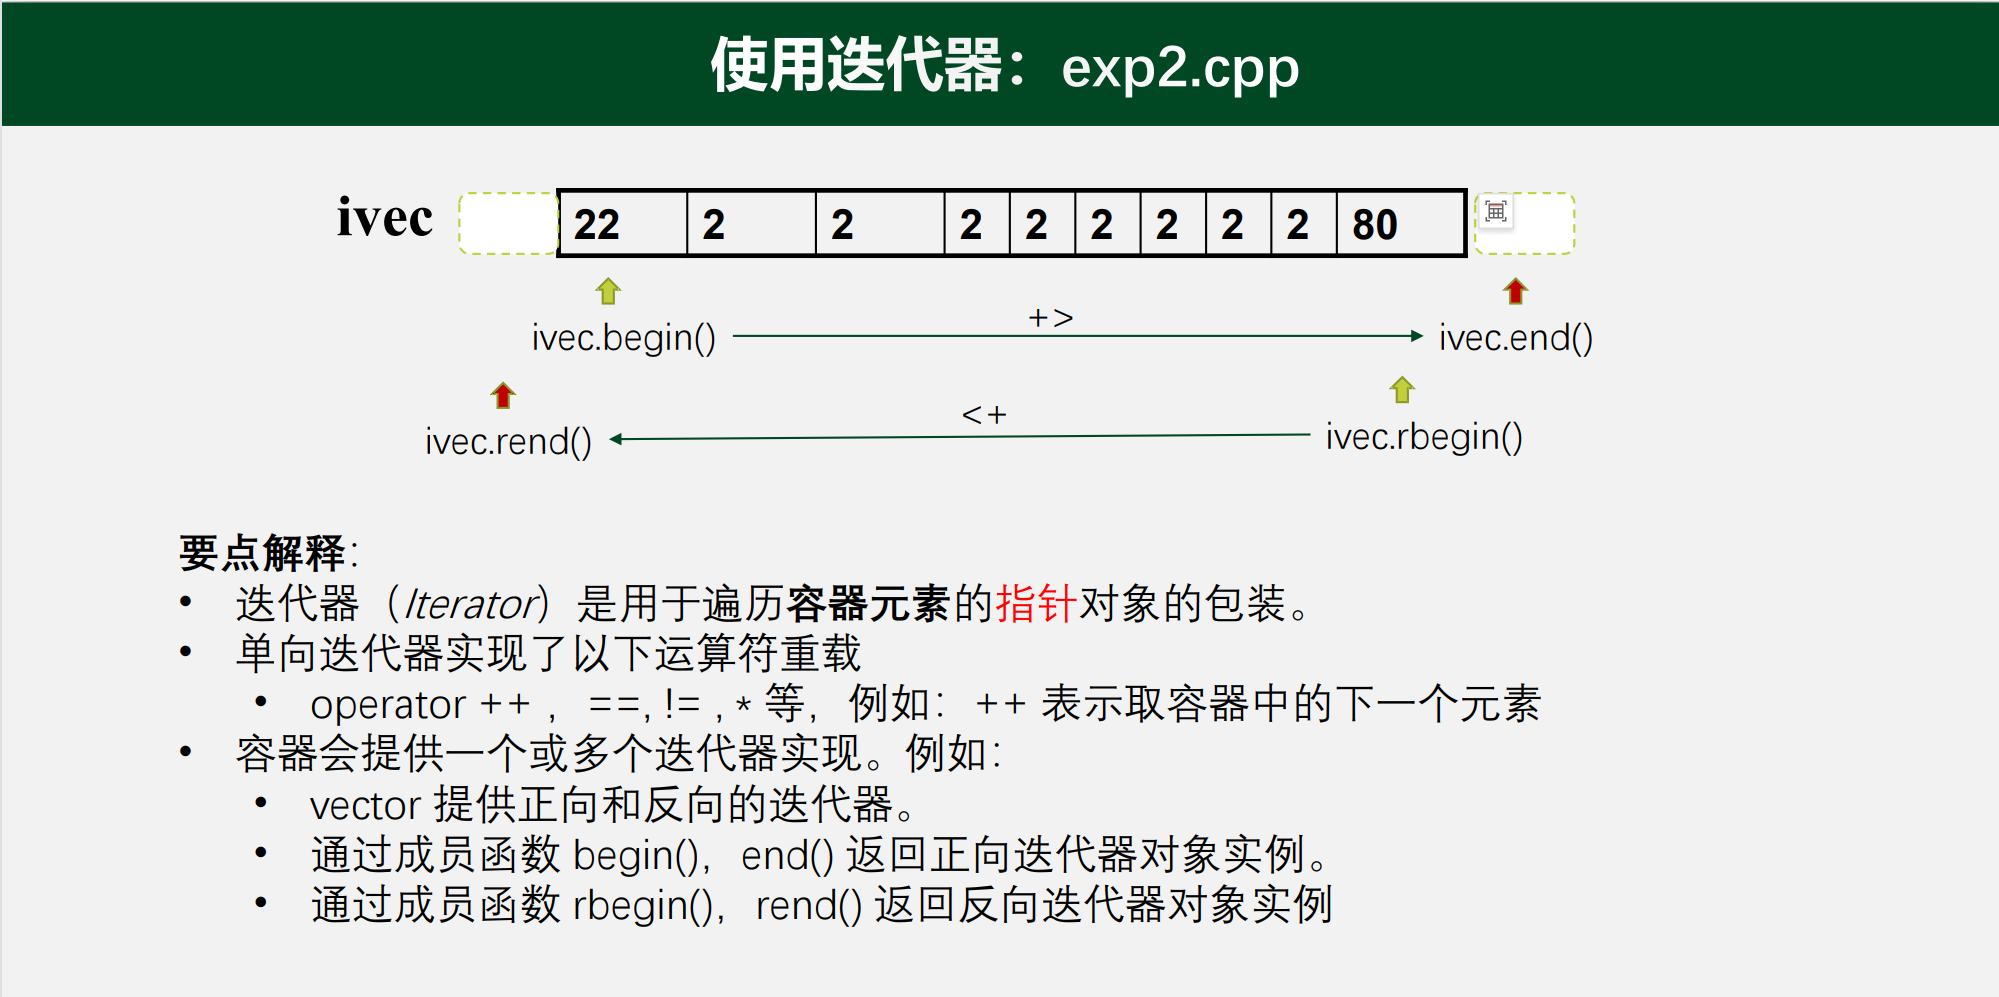 使用迭代器：exp2.cpp
ivec 22 2 2 2 2 2 2 2 2 80
+>
ivec.begin() ivec.end()
<+
ivec.rend() ivec.rbegin()
要点解释：
• 迭代器（Iterator）是用于遍历容器元素的指针对象的包装。
• 单向迭代器实现了以下运算符重载
• operator ++ ，==, != , * 等，例如：++ 表示取容器中的下一个元素
• 容器会提供一个或多个迭代器实现。例如：
• vector 提供正向和反向的迭代器。
• 通过成员函数 begin()，end() 返回正向迭代器对象实例。
• 通过成员函数 rbegin()，rend() 返回反向迭代器对象实例